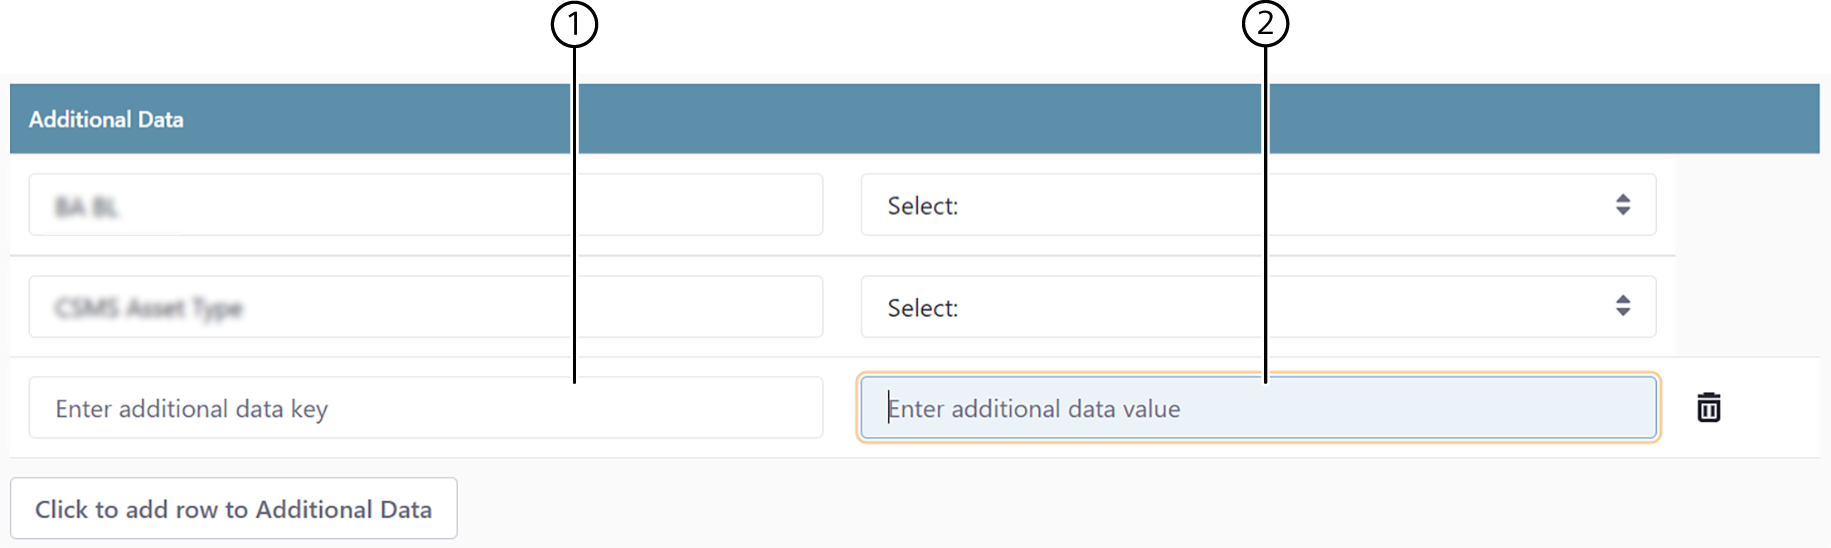 1 2
Additional Data
BA BL Select:
CSMS Asset Type Select:
Enter additional data key Enter additional data value
Click to add row to Additional Data